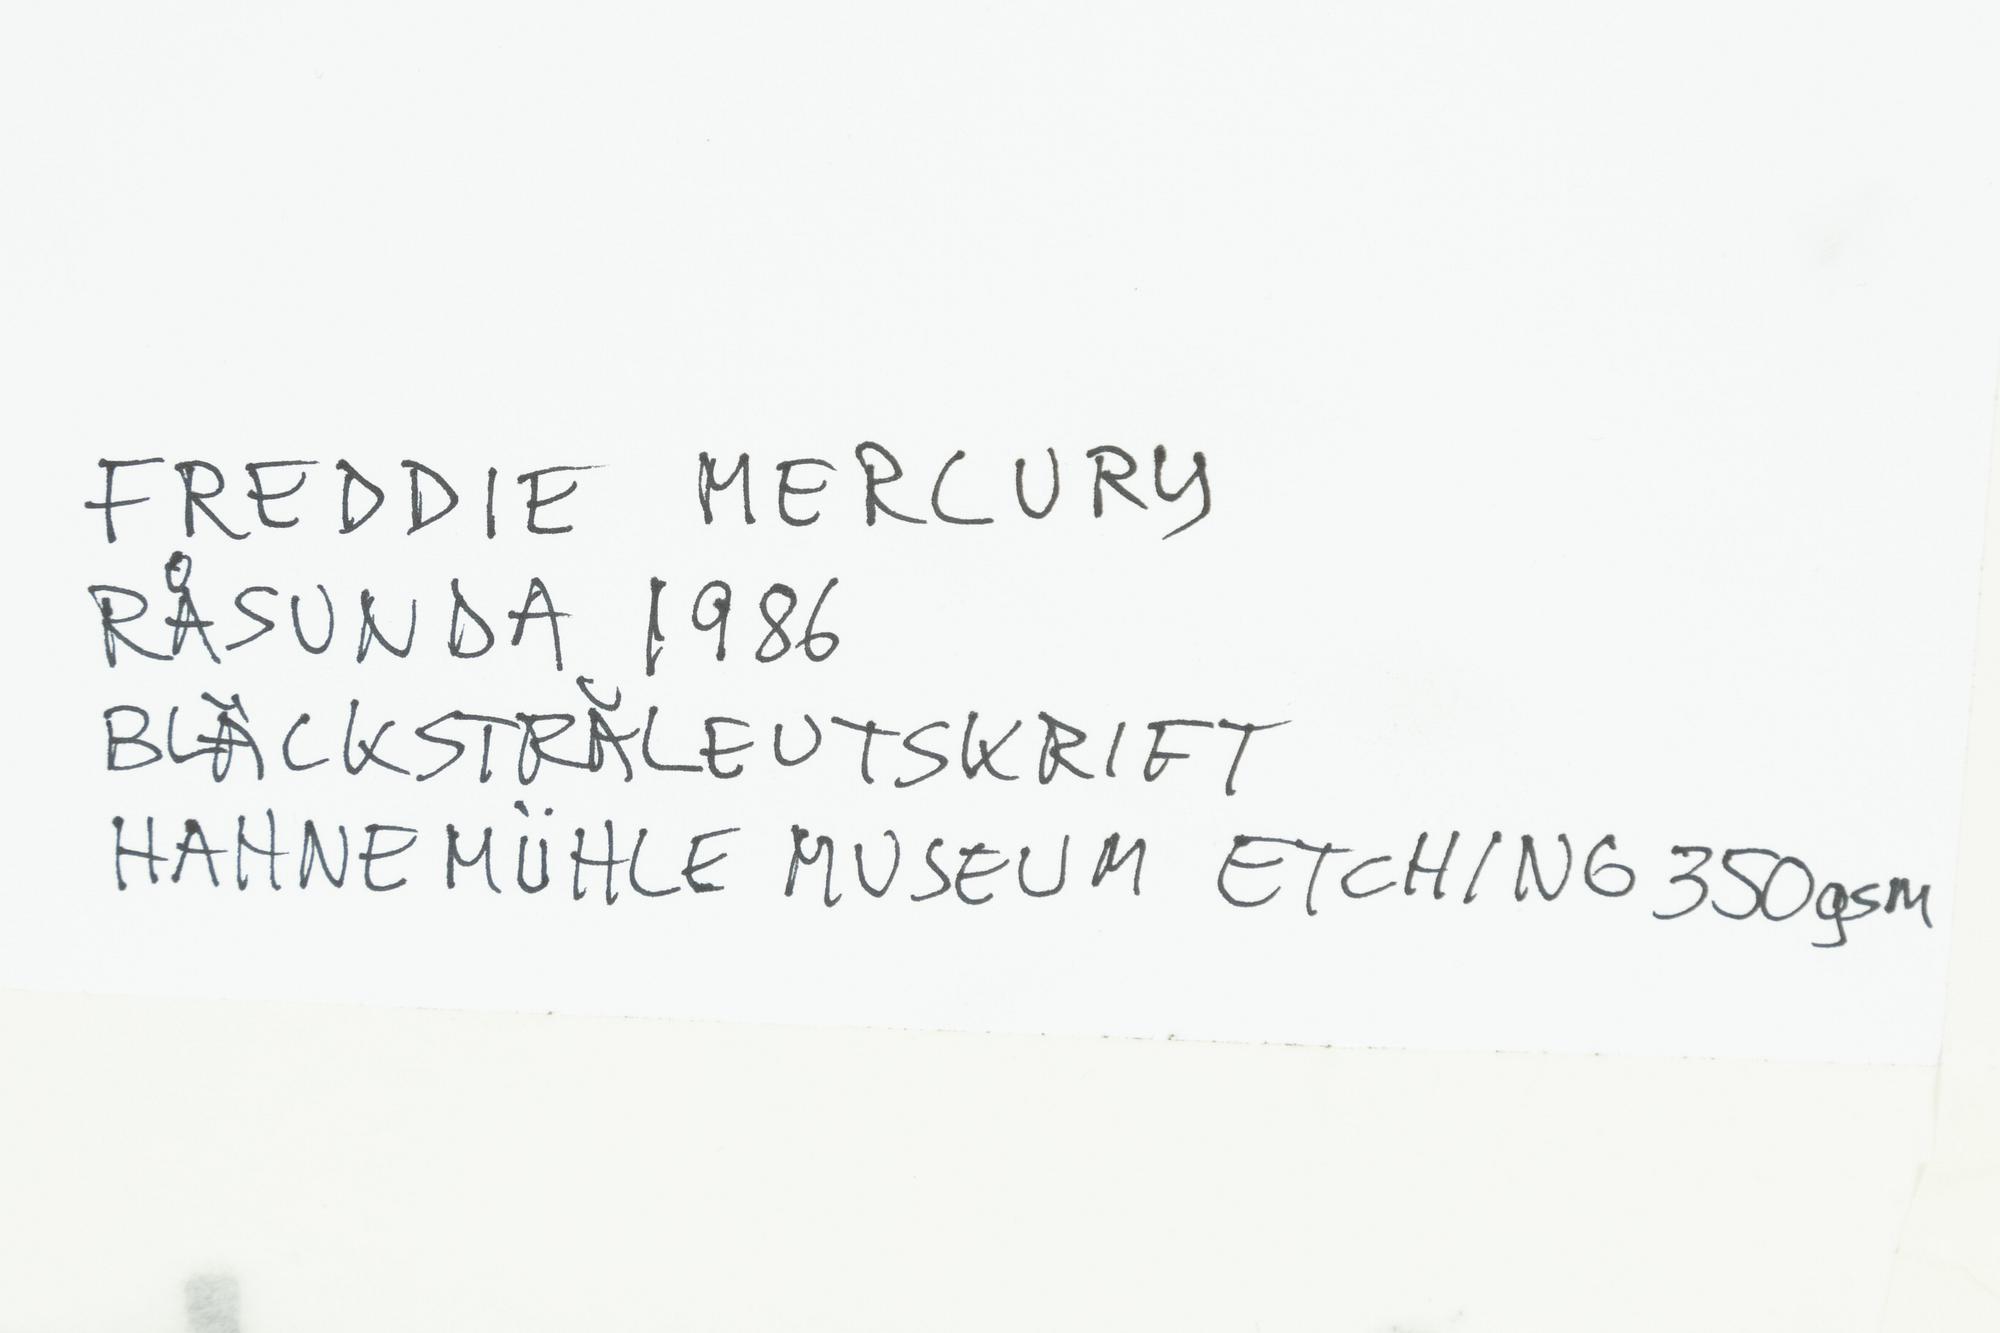 FREDDIE MERCURY
RÅSUNDA 1986
BLÄCKSTRÅLEUTSKRIFT
HAHNEMÜHLE MUSEUM ETCHING 350gsm